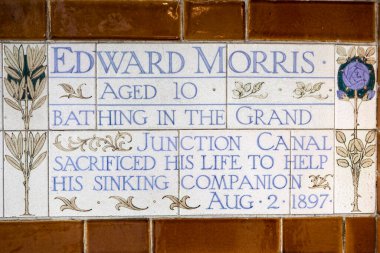 EDWARD MORRIS ·
AGED 10
BATHING IN THE GRAND
JUNCTION CANAL
SACRIFICED HIS LIFE TO HELP
HIS SINKING COMPANION
AUG · 2 · 1897 ·